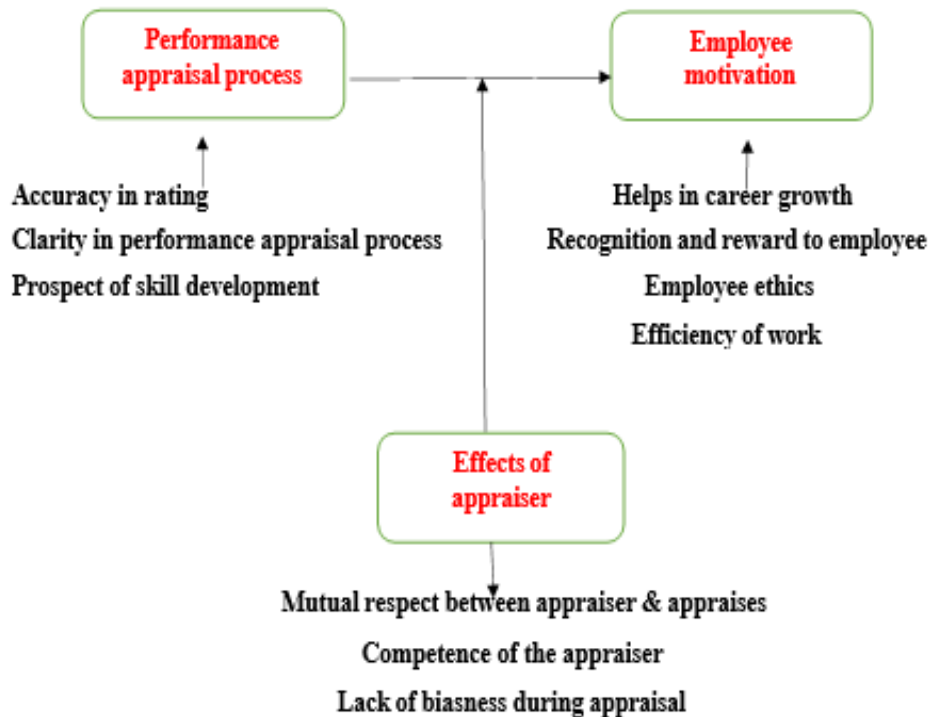 Performance
appraisal process
Employee
motivation
Accuracy in rating
Clarity in performance appraisal process
Prospect of skill development
Helps in career growth
Recognition and reward to employee
Employee ethics
Efficiency of work
Effects of
appraiser
Mutual respect between appraiser & appraises
Competence of the appraiser
Lack of biasness during appraisal